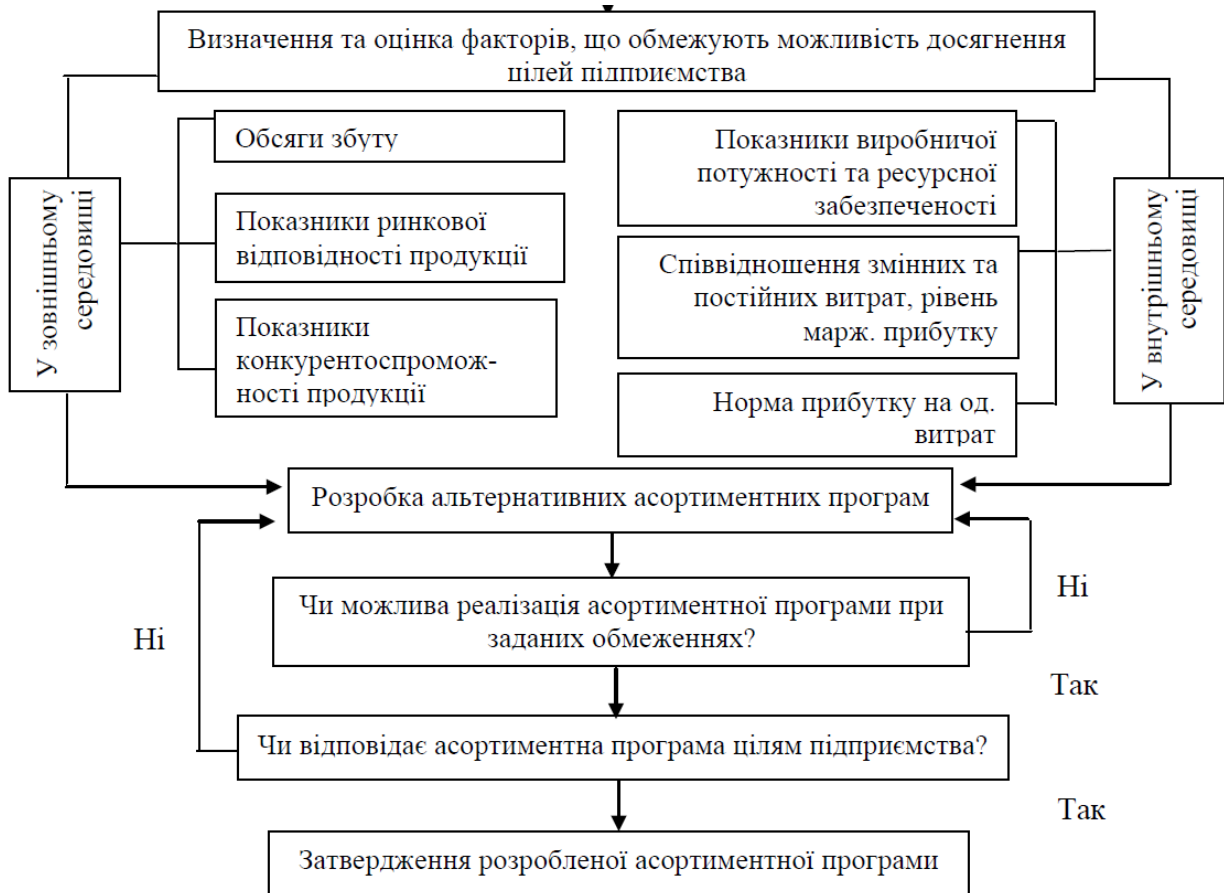 Визначення та оцінка факторів, що обмежують можливість досягнення
цілей підприємства
У зовнішньому
середовищі
Обсяги збуту
Показники ринкової
відповідності продукції
Показники
конкурентоспромож-
ності продукції
Показники виробничої
потужності та ресурсної
забезпеченості
Співвідношення змінних та
постійних витрат, рівень
марж. прибутку
Норма прибутку на од.
витрат
У внутрішньому
середовищі
Розробка альтернативних асортиментних програм
Чи можлива реалізація асортиментної програми при
заданих обмеженнях?
Ні
Ні
Так
Чи відповідає асортиментна програма цілям підприємства?
Так
Затвердження розробленої асортиментної програми